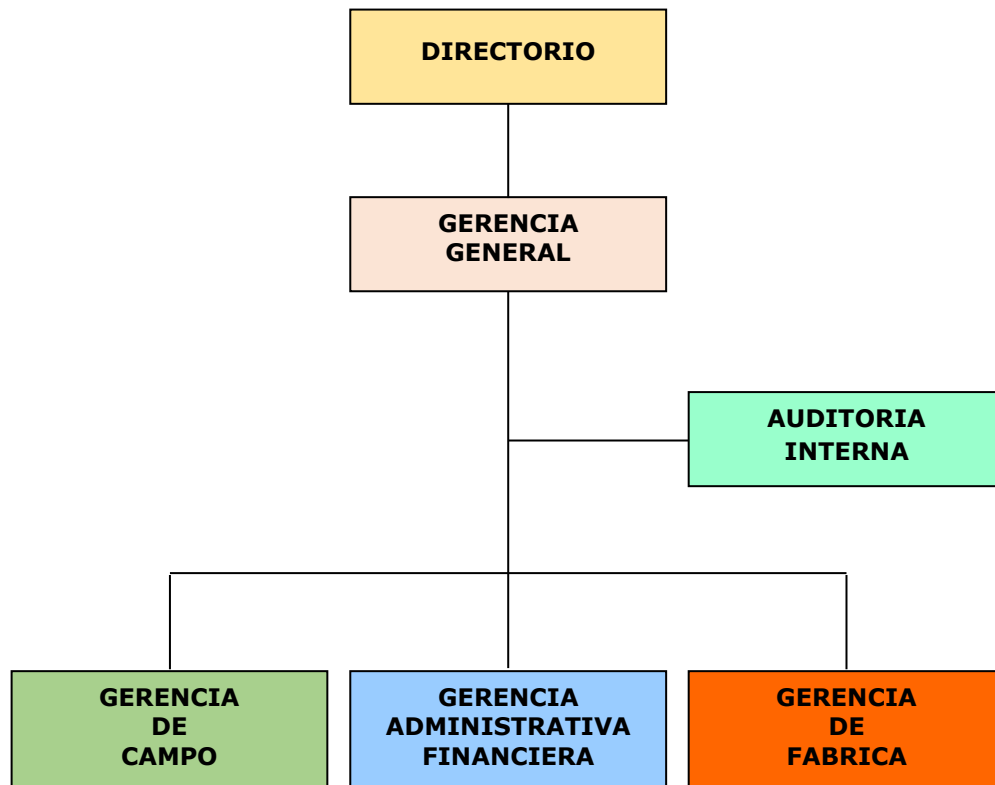 DIRECTORIO
GERENCIA
GENERAL
AUDITORIA
INTERNA
GERENCIA
DE
CAMPO
GERENCIA
ADMINISTRATIVA
FINANCIERA
GERENCIA
DE
FABRICA